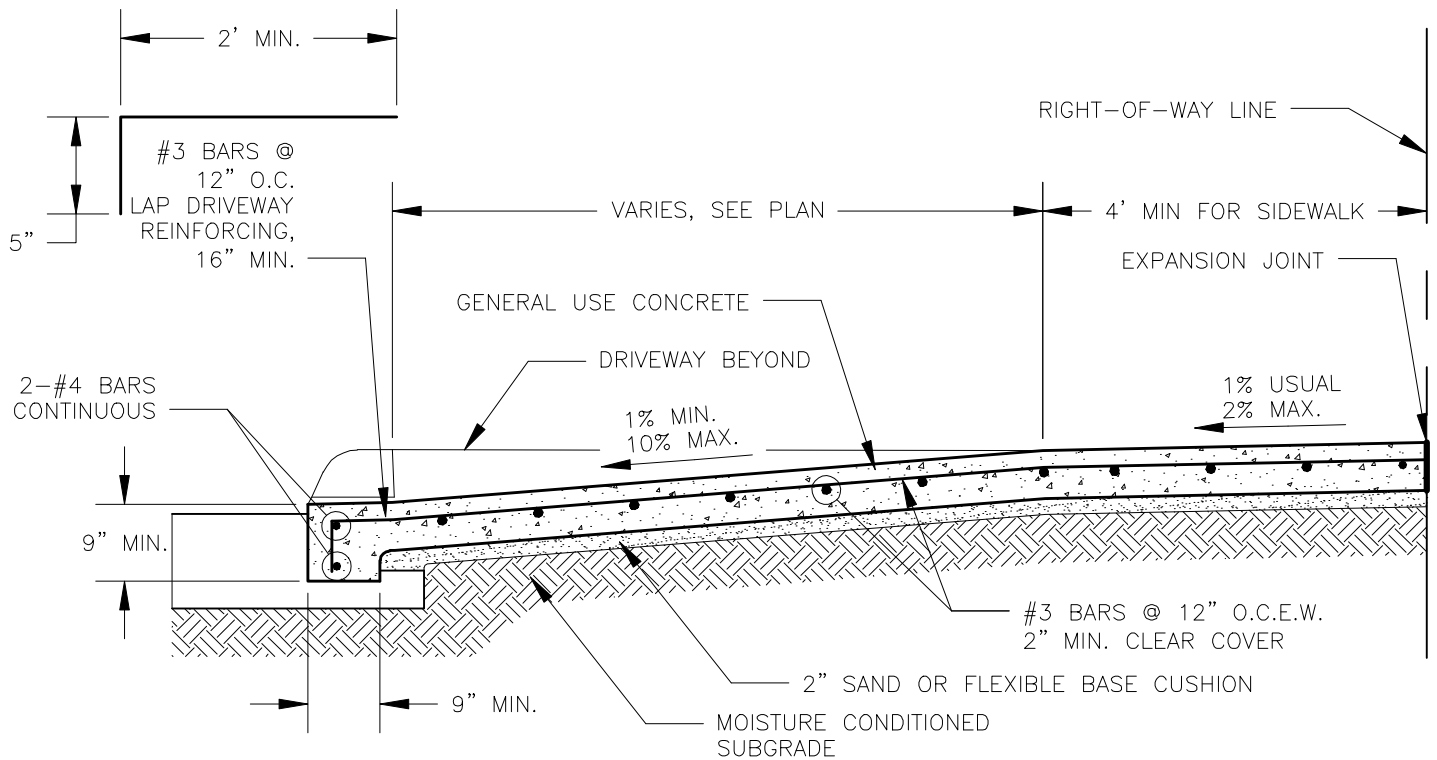 2' MIN.
RIGHT-OF-WAY LINE
#3 BARS @
12" O.C.
LAP DRIVEWAY
REINFORCING,
16" MIN.
5"
VARIES, SEE PLAN
4' MIN FOR SIDEWALK
EXPANSION JOINT
GENERAL USE CONCRETE
DRIVEWAY BEYOND
2-#4 BARS
CONTINUOUS
1% MIN.
10% MAX.
1% USUAL
2% MAX.
9" MIN.
#3 BARS @ 12" O.C.E.W.
2" MIN. CLEAR COVER
2" SAND OR FLEXIBLE BASE CUSHION
9" MIN.
MOISTURE CONDITIONED
SUBGRADE